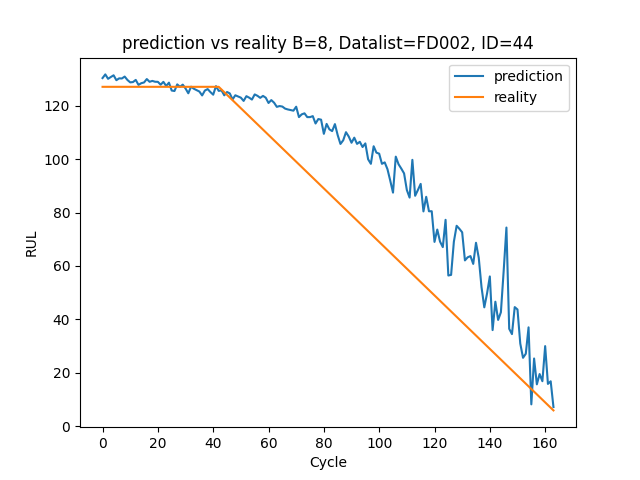 prediction vs reality B=8, Datalist=FD002, ID=44
prediction
reality
RUL
120
100
80
60
40
20
0
0 20 40 60 80 100 120 140 160
Cycle